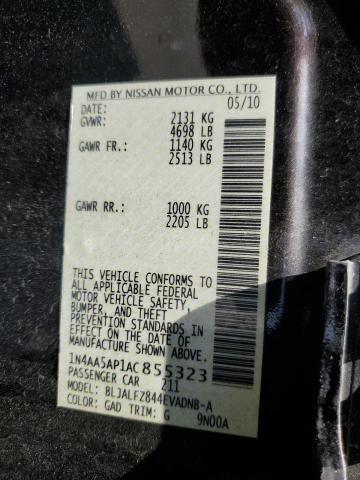 MFD BY NISSAN MOTOR CO., LTD.
DATE: 05/10
GVWR: 2131 KG
4698 LB
GAWR FR.: 1140 KG
2513 LB
GAWR RR.: 1000 KG
2205 LB
THIS VEHICLE CONFORMS TO
ALL APPLICABLE FEDERAL
MOTOR VEHICLE SAFETY,
BUMPER, AND THEFT
PREVENTION STANDARDS IN
EFFECT ON THE DATE OF
MANUFACTURE SHOWN ABOVE.
1N4AA5AP1AC855323
PASSENGER CAR 211
MODEL: BLJALFZ844EVADNB-A
COLOR: GAD TRIM: G 9N00A